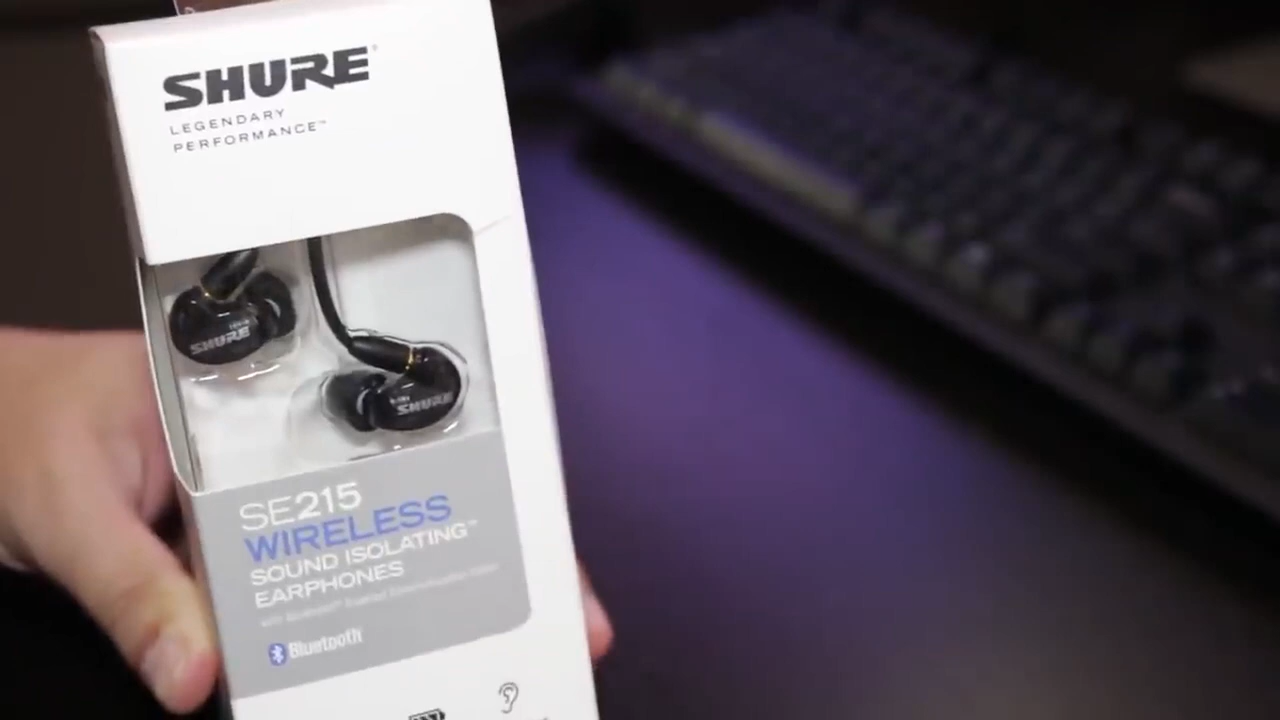 SHURE
LEGENDARY
PERFORMANCE™
SHURE
SHURE
SE215
WIRELESS
SOUND ISOLATING™
EARPHONES
Bluetooth